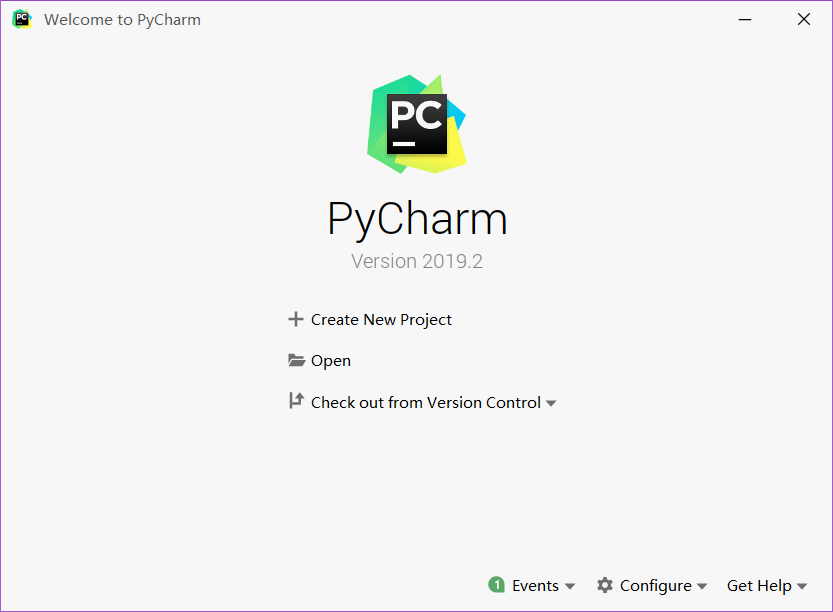 PC
Welcome to PyCharm
PC
PyCharm
Version 2019.2
Create New Project
Open
Check out from Version Control
1 Events Configure Get Help